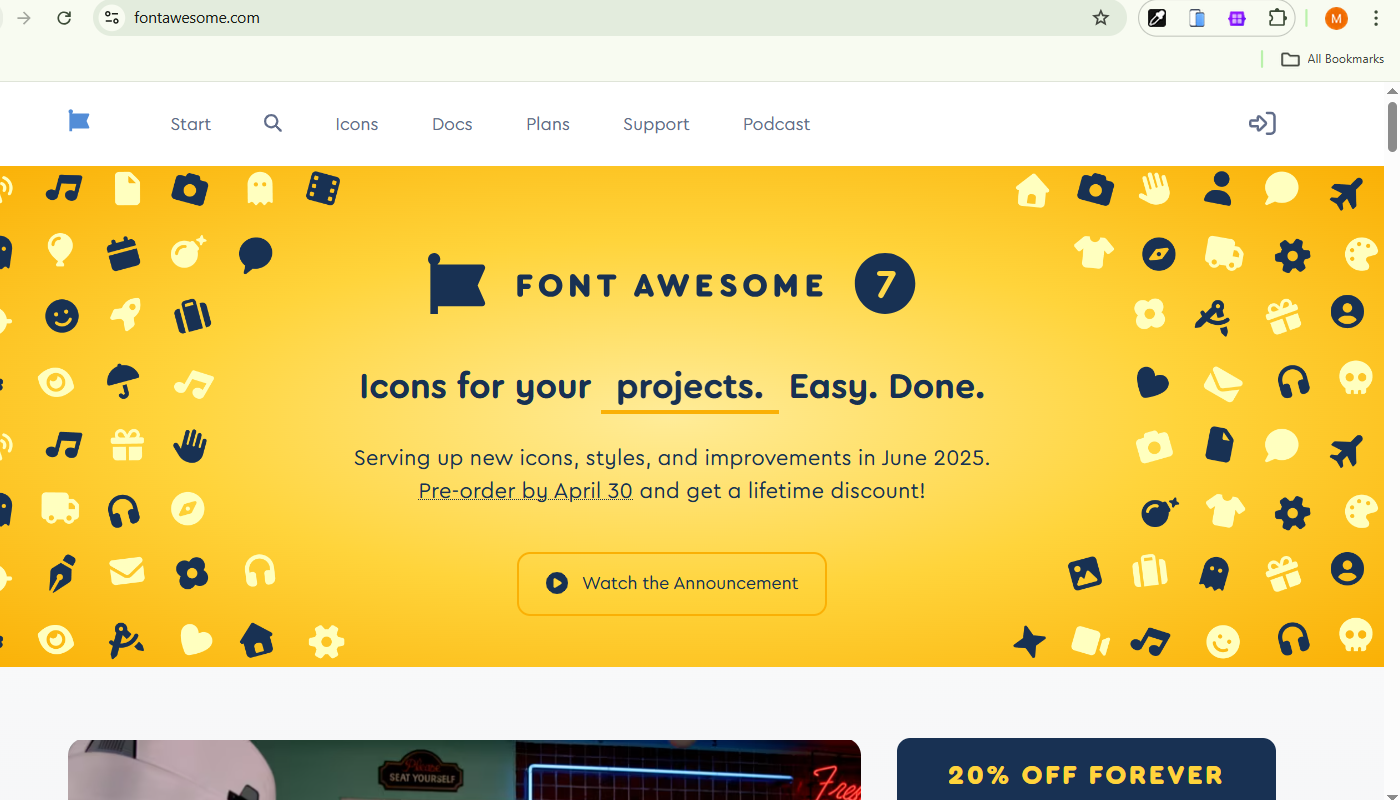 fontawesome.com
M
All Bookmarks
Start
Icons
Docs
Plans
Support
Podcast
FONT AWESOME 7
Icons for your projects. Easy. Done.
Serving up new icons, styles, and improvements in June 2025.
Pre-order by April 30 and get a lifetime discount!
Watch the Announcement
Please
SEAT YOURSELF
20% OFF FOREVER